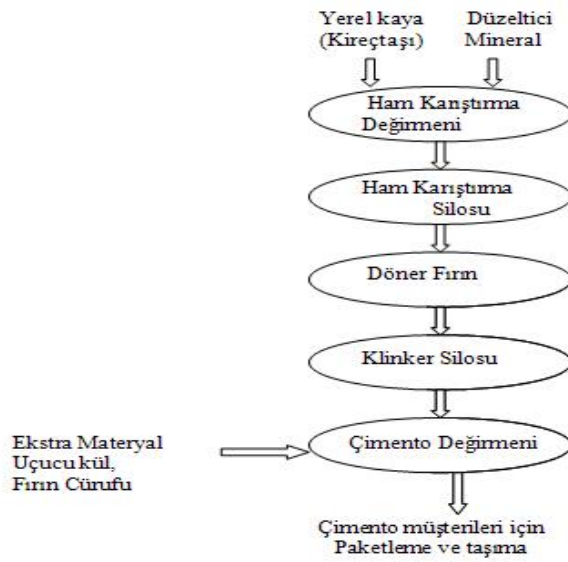 Yerel kaya
(Kireçtaşı)
Düzeltici
Mineral
Ham Karıştırma
Değirmeni
Ham Karıştırma
Silosu
Döner Fırın
Klinker Silosu
Çimento Değirmeni
Ekstra Materyal
Uçucu kül,
Fırın Cürufu
Çimento müşterileri için
Paketleme ve taşıma